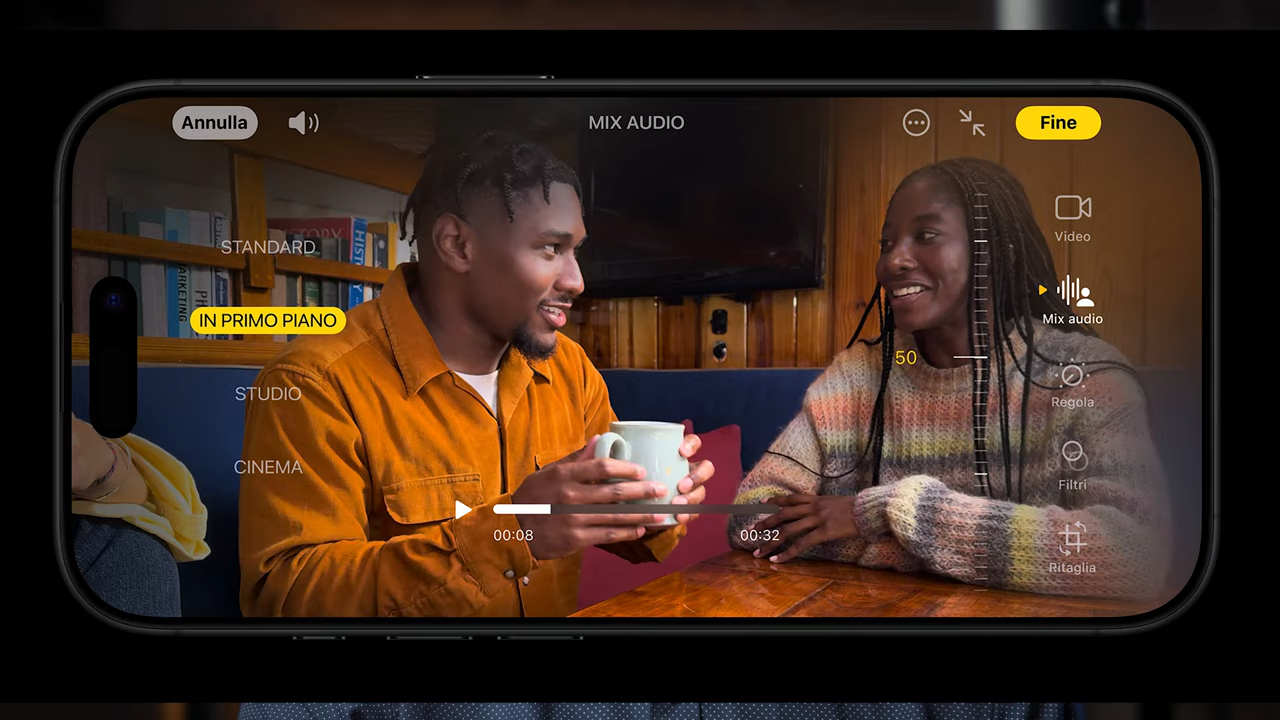 Annulla
MIX AUDIO
Fine
STANDARD
IN PRIMO PIANO
STUDIO
CINEMA
50
Video
Mix audio
Regola
Filtri
Ritaglia
00:08
00:32
MARKETING